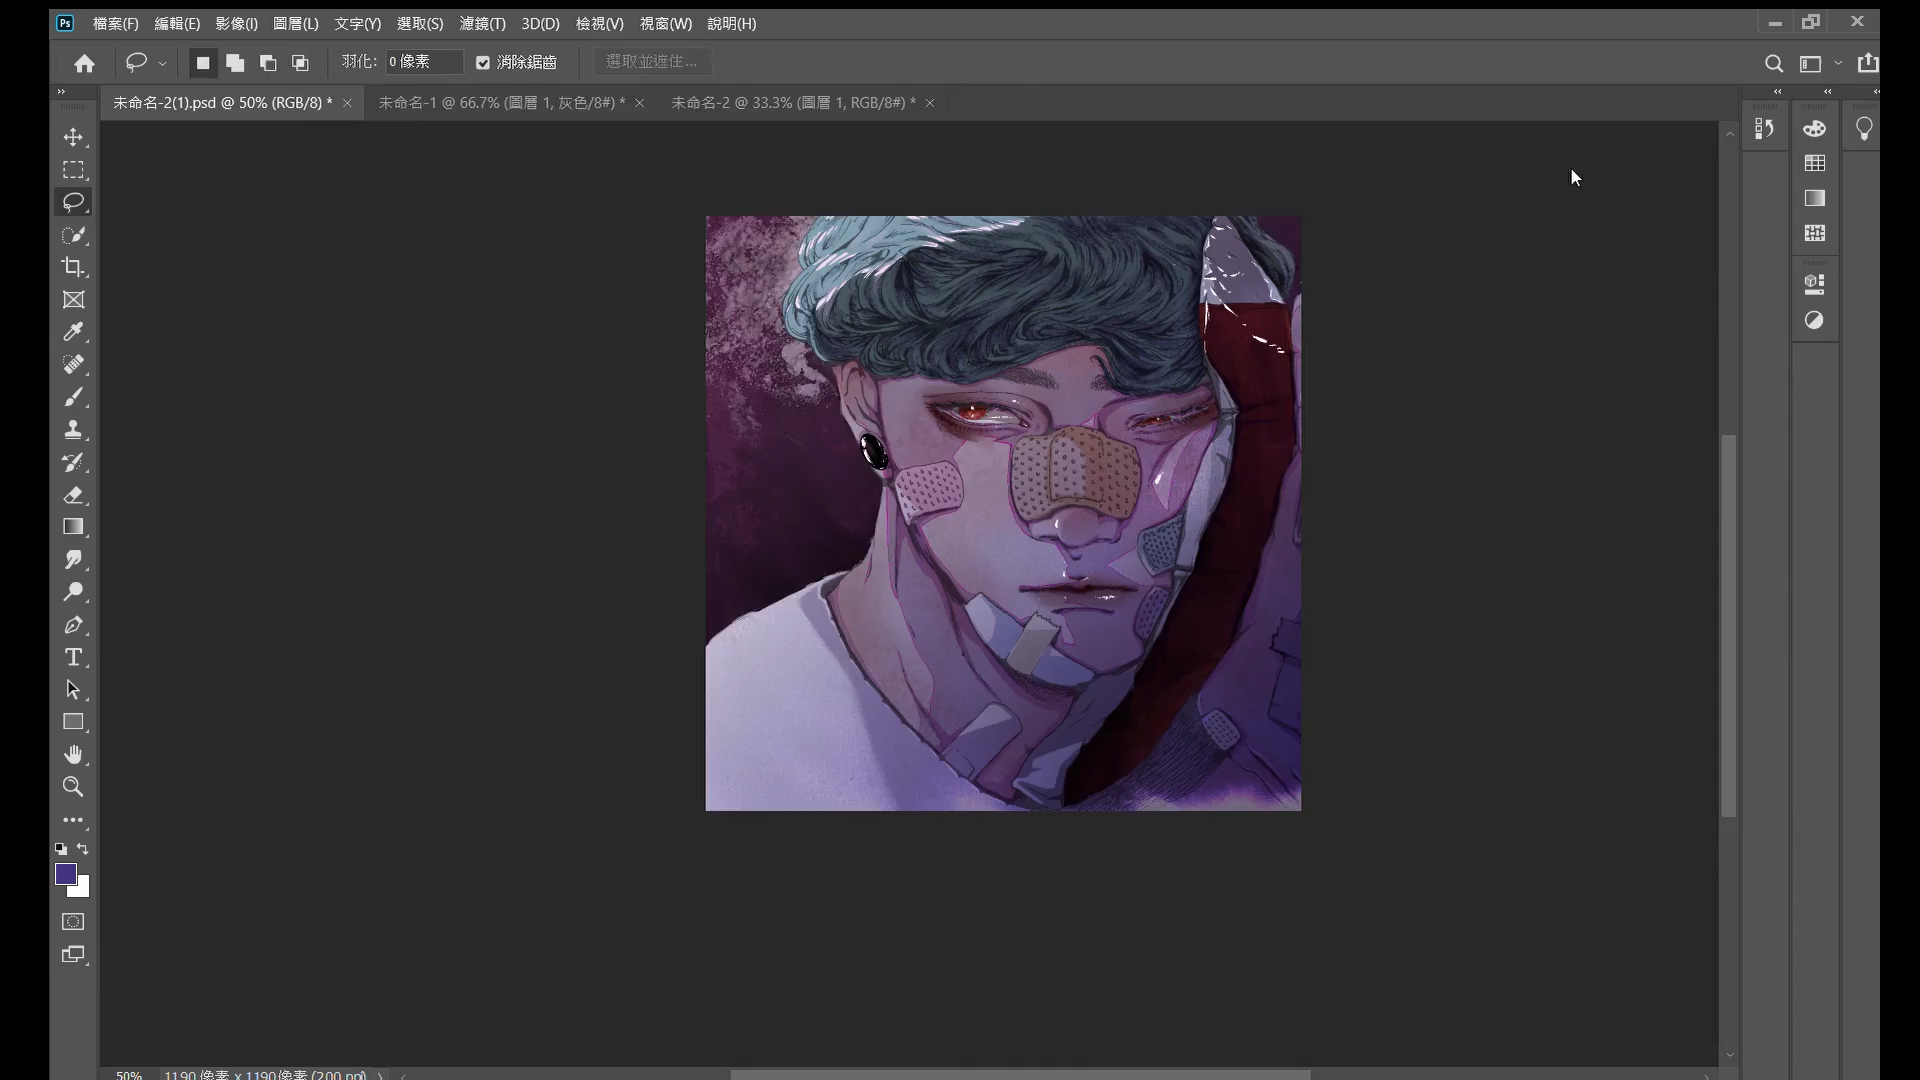 Ps 檔案(F) 編輯(E) 影像(I) 圖層(L) 文字(Y) 選取(S) 濾鏡(T) 3D(D) 檢視(V) 視窗(W) 說明(H)
羽化: 0 像素 消除鋸齒 選取並遮住...
未命名-2(1).psd @ 50% (RGB/8) * 未命名-1 @ 66.7% (圖層 1, 灰色/8#) * 未命名-2 @ 33.3% (圖層 1, RGB/8#) *
50% 1190 像素 x 1190 像素 (200 ppi)